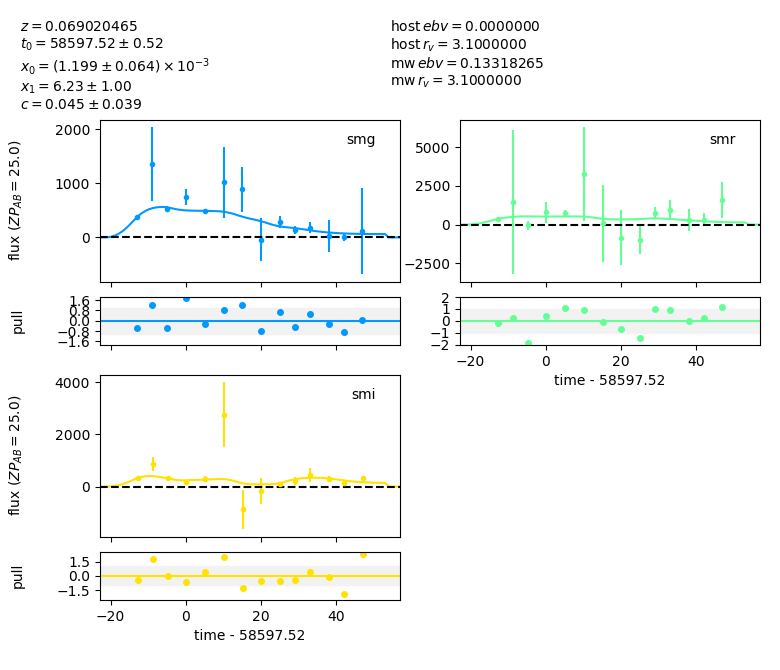 z = 0.069020465
t₀ = 58597.52 ± 0.52
x₀ = (1.199 ± 0.064) × 10⁻³
x₁ = 6.23 ± 1.00
c = 0.045 ± 0.039
host ebv = 0.0000000
host r_v = 3.1000000
mw ebv = 0.13318265
mw r_v = 3.1000000
smg
flux (ZP_AB = 25.0)
2000
1000
0
pull
1.6
0.8
0.0
−0.8
−1.6
smr
5000
2500
0
−2500
2
1
0
−1
−2
−20 0 20 40
time - 58597.52
smi
flux (ZP_AB = 25.0)
4000
2000
0
pull
1.5
0.0
−1.5
−20 0 20 40
time - 58597.52